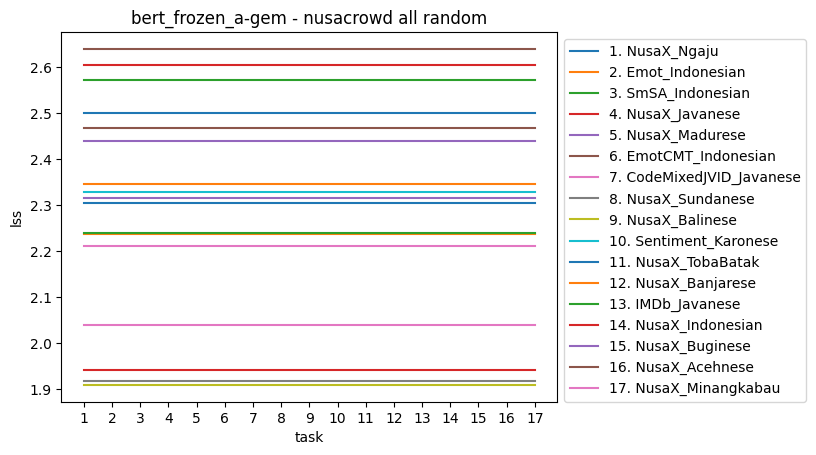 bert_frozen_a-gem - nusacrowd all random
lss
2.6
2.5
2.4
2.3
2.2
2.1
2.0
1.9
1 2 3 4 5 6 7 8 9 10 11 12 13 14 15 16 17
task
1. NusaX_Ngaju
2. Emot_Indonesian
3. SmSA_Indonesian
4. NusaX_Javanese
5. NusaX_Madurese
6. EmotCMT_Indonesian
7. CodeMixedJVID_Javanese
8. NusaX_Sundanese
9. NusaX_Balinese
10. Sentiment_Karonese
11. NusaX_TobaBatak
12. NusaX_Banjarese
13. IMDb_Javanese
14. NusaX_Indonesian
15. NusaX_Buginese
16. NusaX_Acehnese
17. NusaX_Minangkabau